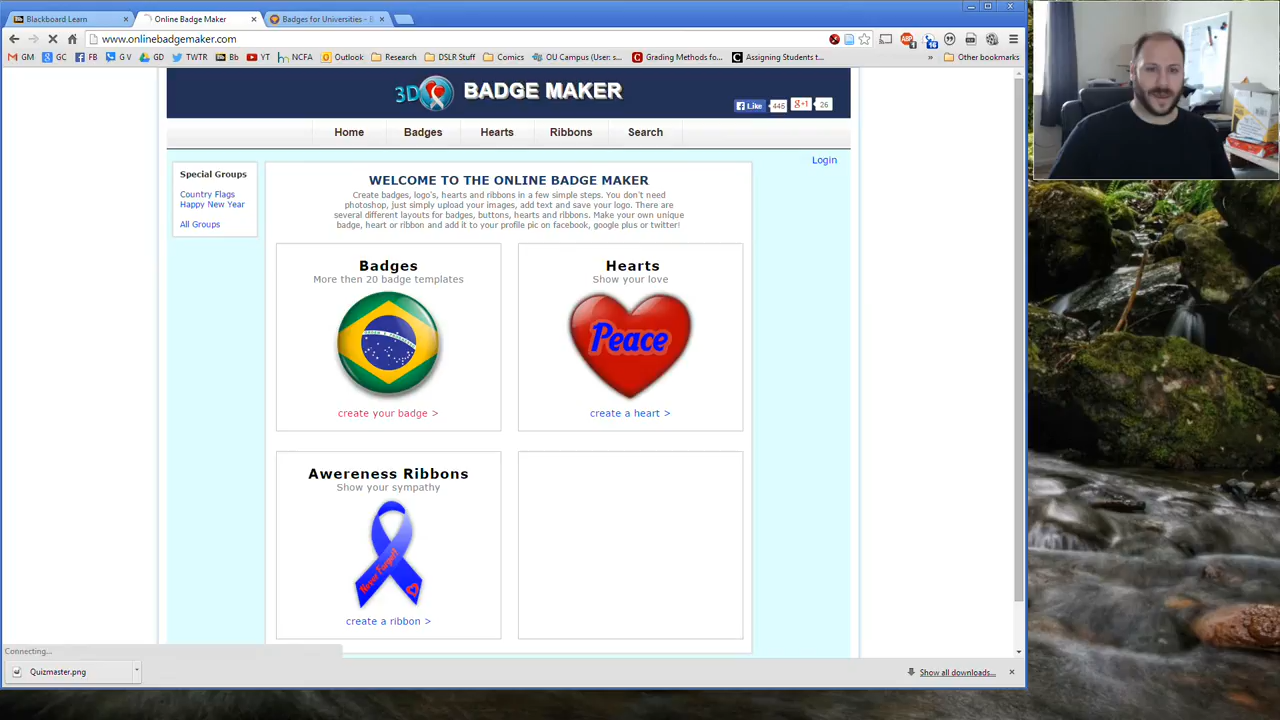 Blackboard Learn
Online Badge Maker
Badges for Universities - B
www.onlinebadgemaker.com
GM GC FB G V GD TWTR Bb YT NCFA Outlook Research DSLR Stuff Comics OU Campus (User: s... Grading Methods fo... Assigning Students t... » Other bookmarks
3D BADGE MAKER
Like 446 +1 26
Home Badges Hearts Ribbons Search
Login
Special Groups
Country Flags
Happy New Year
All Groups
WELCOME TO THE ONLINE BADGE MAKER
Create badges, logo's, hearts and ribbons in a few simple steps. You don't need
photoshop, just simply upload your images, add text and save your logo. There are
several different layouts for badges, buttons, hearts and ribbons. Make your own unique
badge, heart or ribbon and add it to your profile pic on facebook, google plus or twitter!
Badges
More then 20 badge templates
create your badge >
Hearts
Show your love
Peace
create a heart >
Awereness Ribbons
Show your sympathy
Never Forget!
create a ribbon >
Connecting...
Quizmaster.png
Show all downloads...